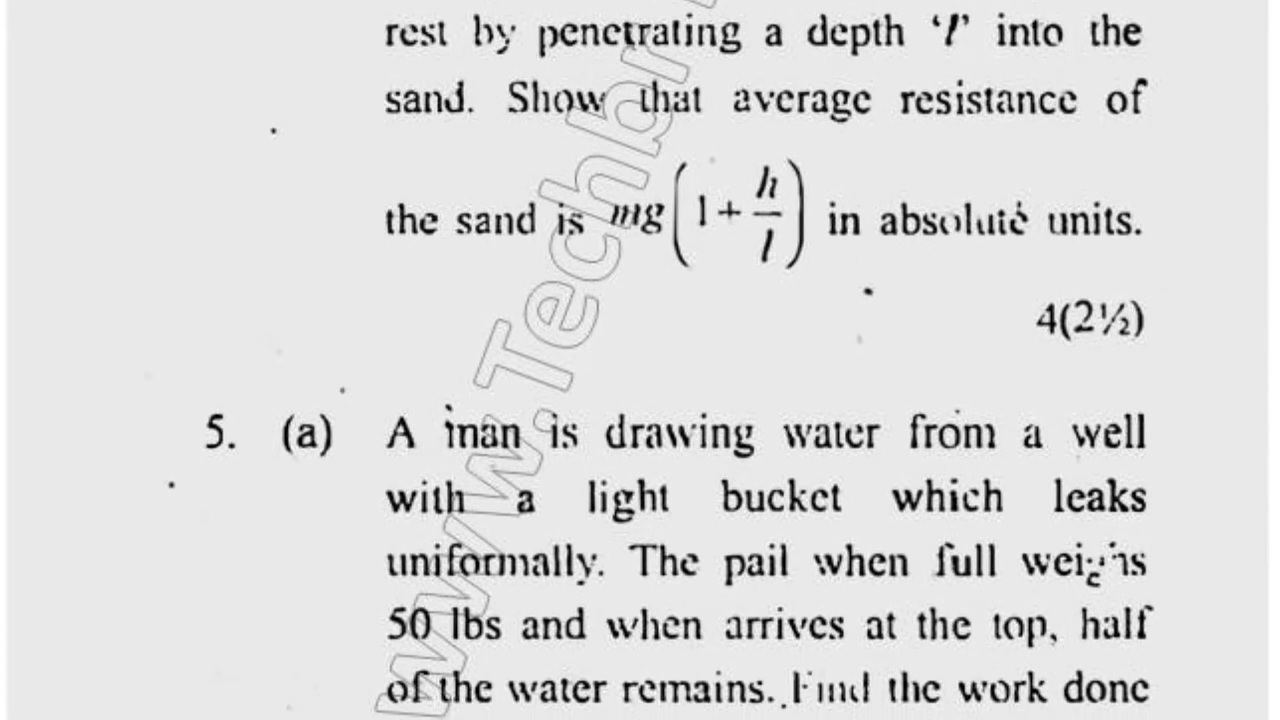 rest by penetrating a depth ‘l’ into the
sand. Show that average resistance of
the sand is mg(1+h/l) in absolute units.
4(2½)
5. (a) A man is drawing water from a well
with a light bucket which leaks
uniformally. The pail when full weighs
50 lbs and when arrives at the top, half
of the water remains. Find the work done
www.Techbr